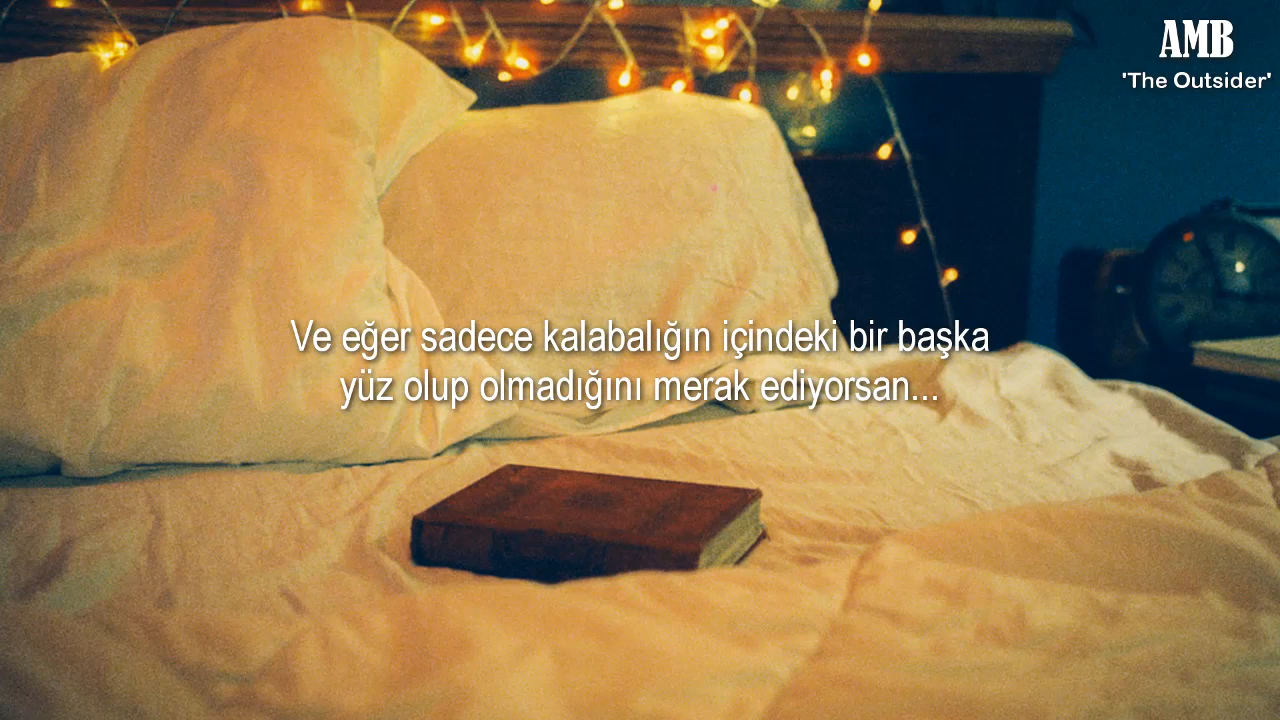 AMB
'The Outsider'
Ve eğer sadece kalabalığın içindeki bir başka
yüz olup olmadığını merak ediyorsan...